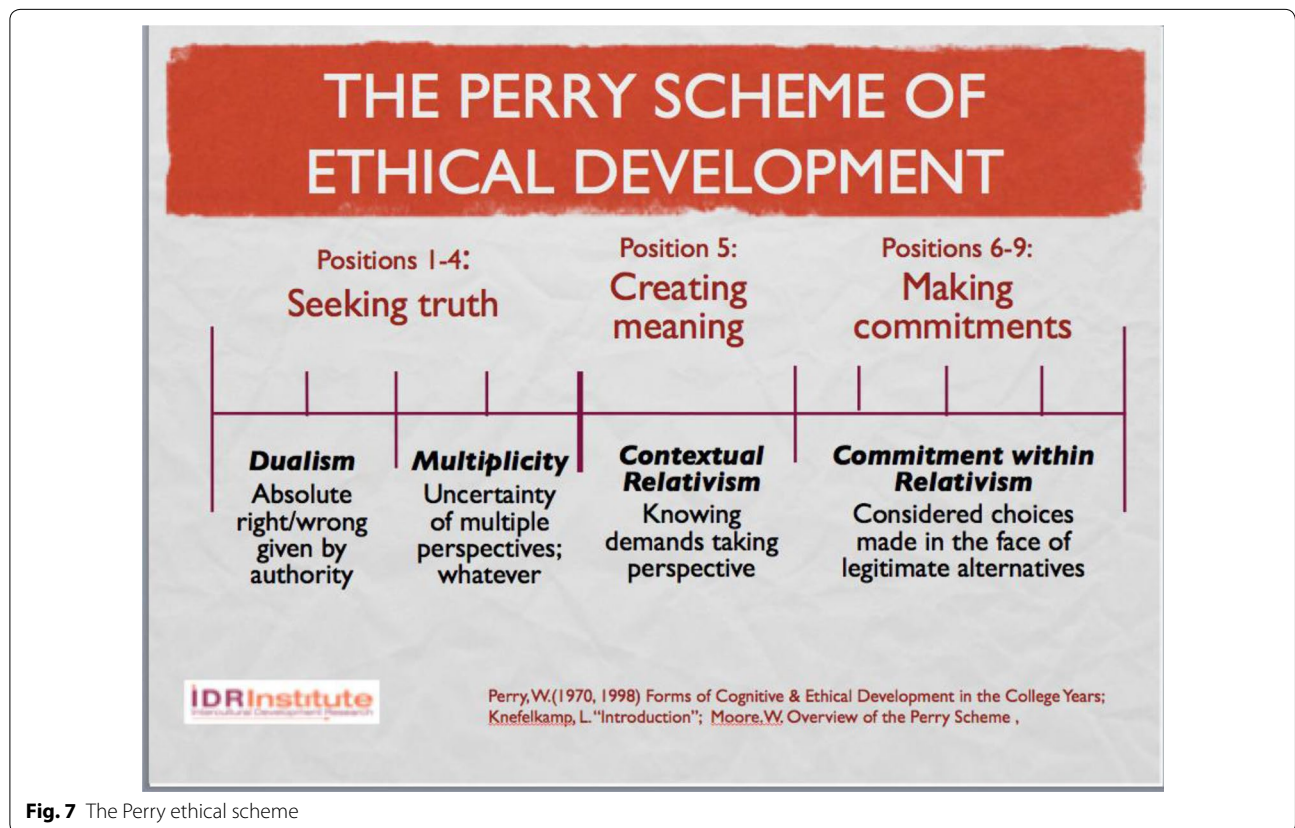 THE PERRY SCHEME OF
ETHICAL DEVELOPMENT
Positions 1-4:
Seeking truth
Position 5:
Creating
meaning
Positions 6-9:
Making
commitments
Dualism
Absolute
right/wrong
given by
authority
Multiplicity
Uncertainty
of multiple
perspectives;
whatever
Contextual
Relativism
Knowing
demands taking
perspective
Commitment within
Relativism
Considered choices
made in the face of
legitimate alternatives
IDRInstitute
Intercultural Development Research
Perry, W.(1970, 1998) Forms of Cognitive & Ethical Development in the College Years;
Knefelkamp, L. "Introduction"; Moore, W. Overview of the Perry Scheme ,
Fig. 7 The Perry ethical scheme